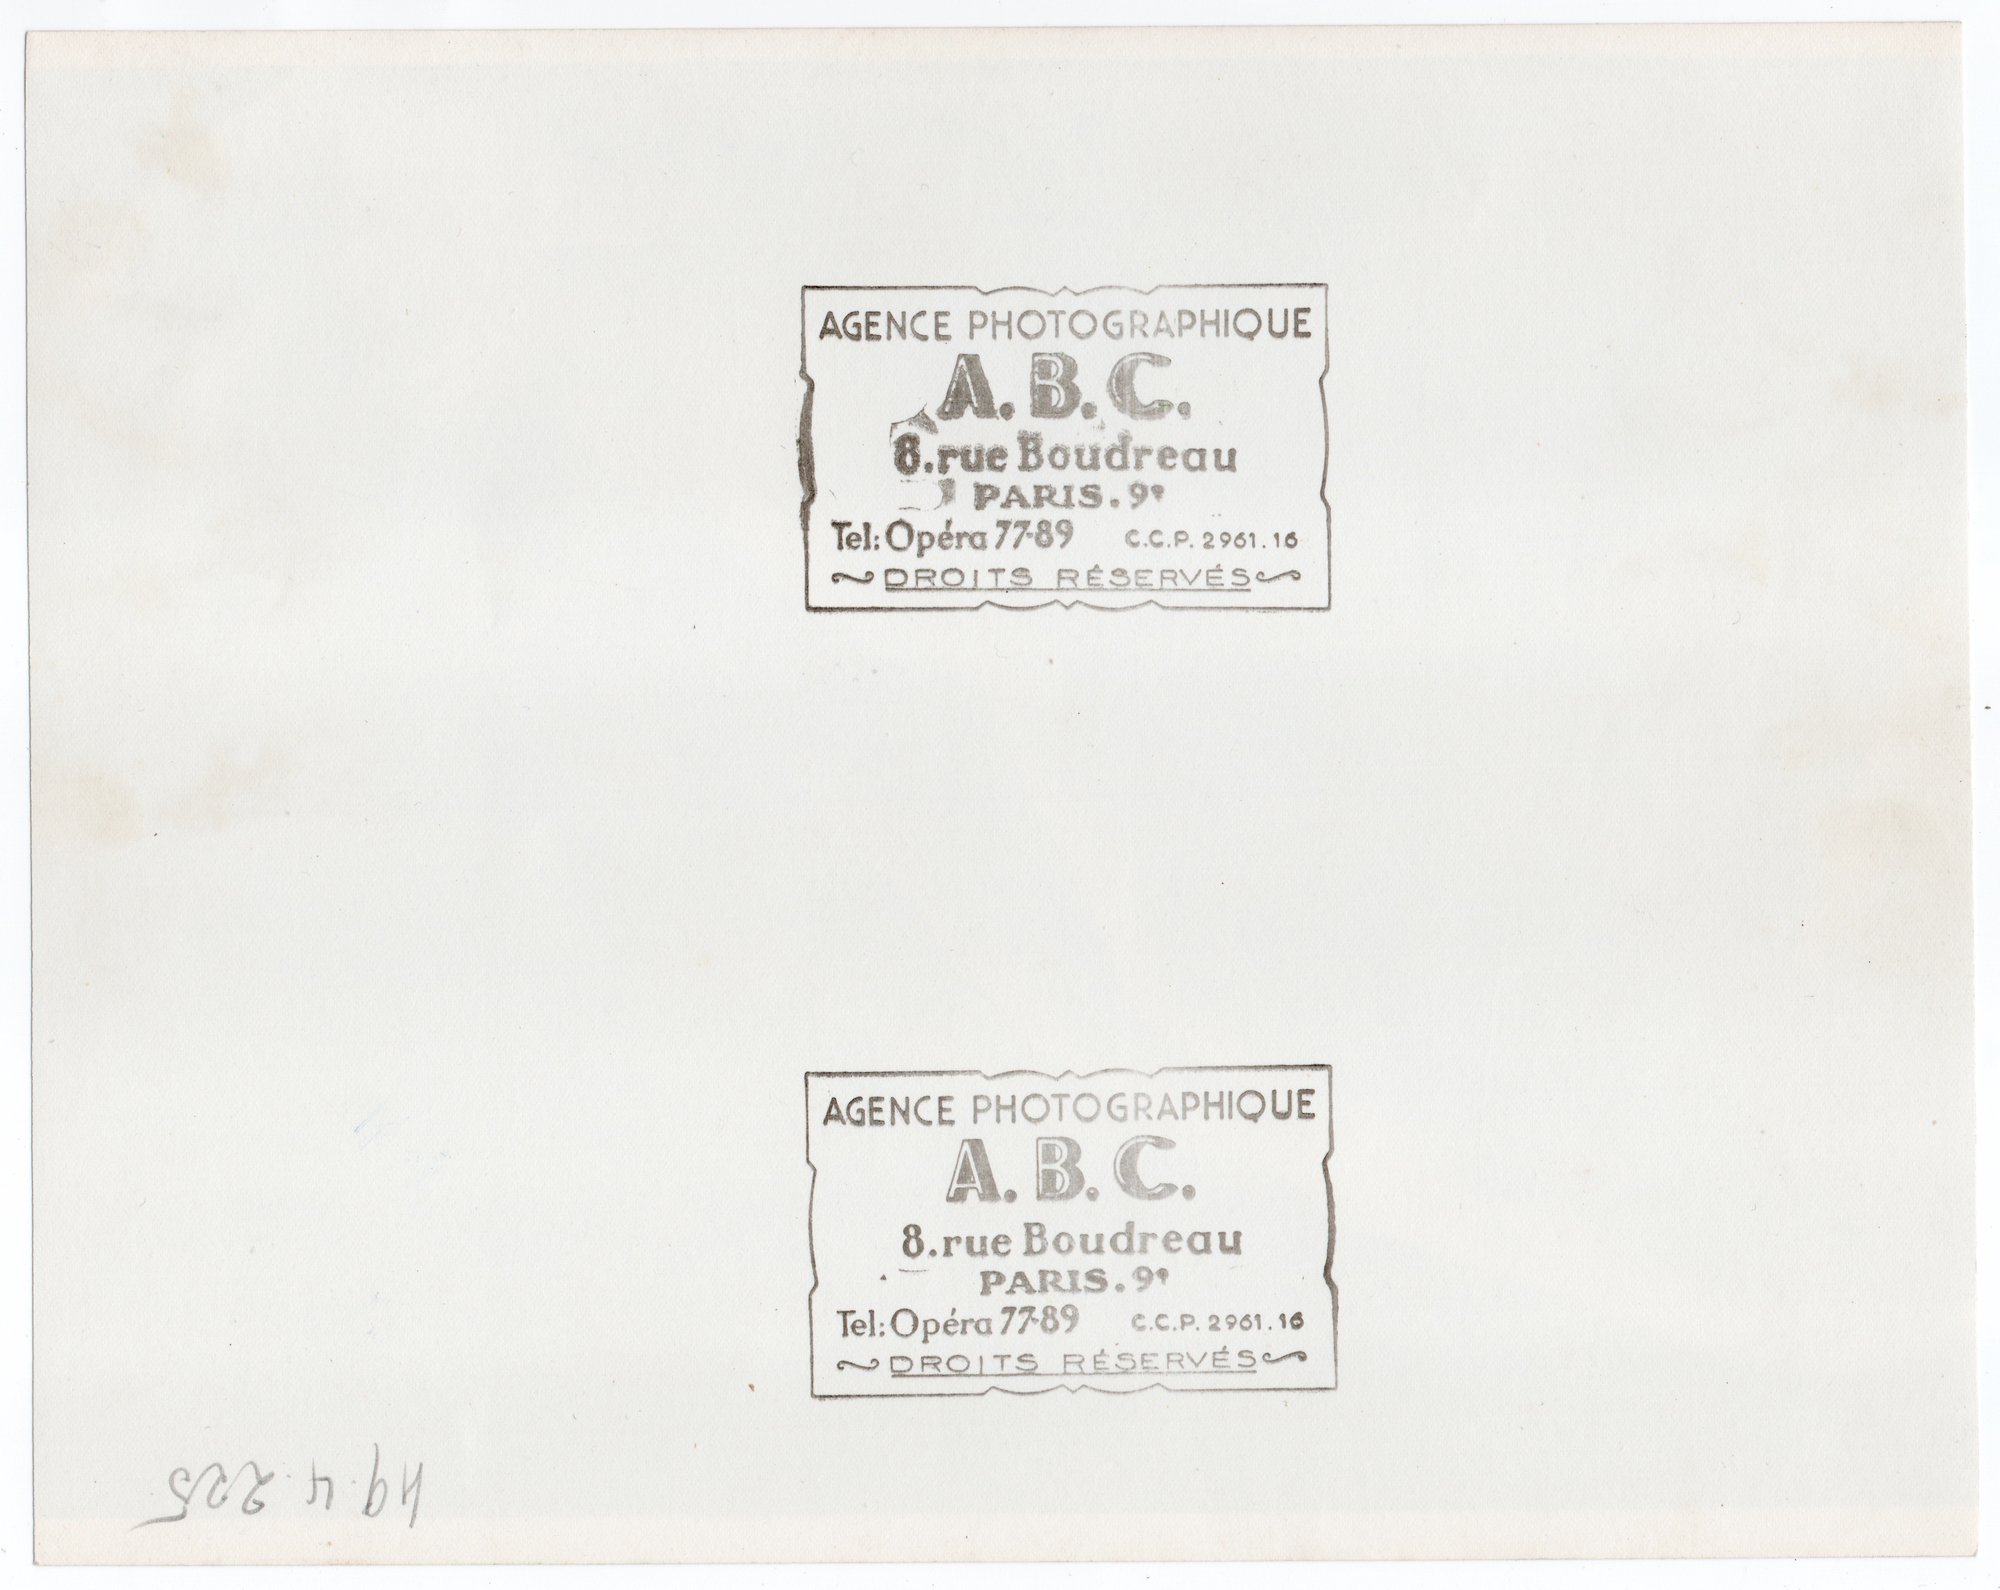 AGENCE PHOTOGRAPHIQUE
A. B. C.
8. rue Boudreau
PARIS. 9e
Tel: Opéra 77-89 C.C.P. 2961.16
DROITS RÉSERVÉS
AGENCE PHOTOGRAPHIQUE
A. B. C.
8. rue Boudreau
PARIS. 9e
Tel: Opéra 77-89 C.C.P. 2961.16
DROITS RÉSERVÉS
49.4.225